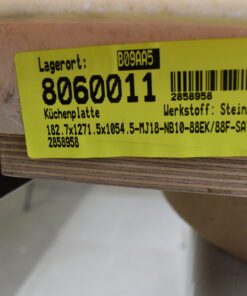 Lagerort: B09AA5
8060011
2858958
Küchenplatte Werkstoff: Stein
182.7x1271.5x1054.5-MJ18-NB10-88EK/88F-SA
2858958